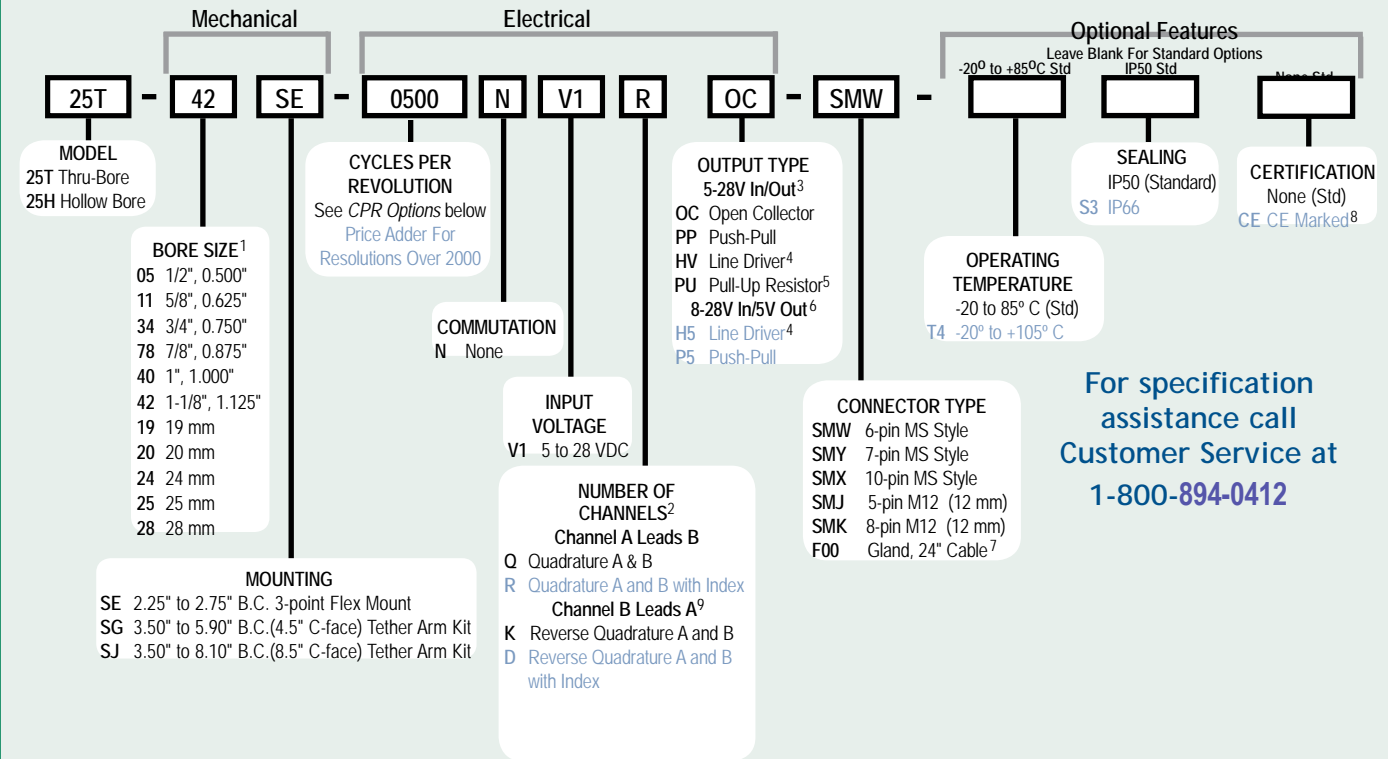 Mechanical
Electrical
Optional Features
Leave Blank For Standard Options
-20⁰ to +85⁰C Std
IP50 Std
None Std
25T - 42 SE - 0500 N V1 R OC - SMW -
MODEL
25T Thru-Bore
25H Hollow Bore
BORE SIZE¹
05 1/2", 0.500"
11 5/8", 0.625"
34 3/4", 0.750"
78 7/8", 0.875"
40 1", 1.000"
42 1-1/8", 1.125"
19 19 mm
20 20 mm
24 24 mm
25 25 mm
28 28 mm
MOUNTING
SE 2.25" to 2.75" B.C. 3-point Flex Mount
SG 3.50" to 5.90" B.C.(4.5" C-face) Tether Arm Kit
SJ 3.50" to 8.10" B.C.(8.5" C-face) Tether Arm Kit
CYCLES PER
REVOLUTION
See CPR Options below
Price Adder For
Resolutions Over 2000
COMMUTATION
N None
INPUT
VOLTAGE
V1 5 to 28 VDC
NUMBER OF
CHANNELS²
Channel A Leads B
Q Quadrature A & B
R Quadrature A and B with Index
Channel B Leads A⁹
K Reverse Quadrature A and B
D Reverse Quadrature A and B
with Index
OUTPUT TYPE
5-28V In/Out³
OC Open Collector
PP Push-Pull
HV Line Driver⁴
PU Pull-Up Resistor⁵
8-28V In/5V Out⁶
H5 Line Driver⁴
P5 Push-Pull
CONNECTOR TYPE
SMW 6-pin MS Style
SMY 7-pin MS Style
SMX 10-pin MS Style
SMJ 5-pin M12 (12 mm)
SMK 8-pin M12 (12 mm)
F00 Gland, 24" Cable⁷
OPERATING
TEMPERATURE
-20 to 85º C (Std)
T4 -20º to +105º C
SEALING
IP50 (Standard)
S3 IP66
CERTIFICATION
None (Std)
CE CE Marked⁸
For specification
assistance call
Customer Service at
1-800-894-0412